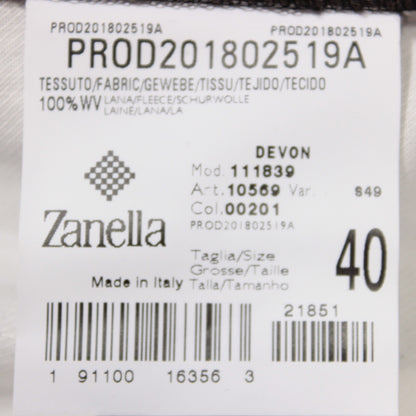 PROD201802519A PROD201802519A
PROD201802519A
TESSUTO/FABRIC/GEWEBE/TISSU/TEJIDO/TECIDO
100%WV LANA/FLEECE/SCHURWOLLE
LAINE/LANA/LA
DEVON
Mod. 111839
Art. 10569 Var. S49
Col. 00201
PROD201802519A
Zanella
Taglia/Size
Grosse/Taille
Talla/Tamanho
40
Made in Italy
21851
1 91100 16356 3